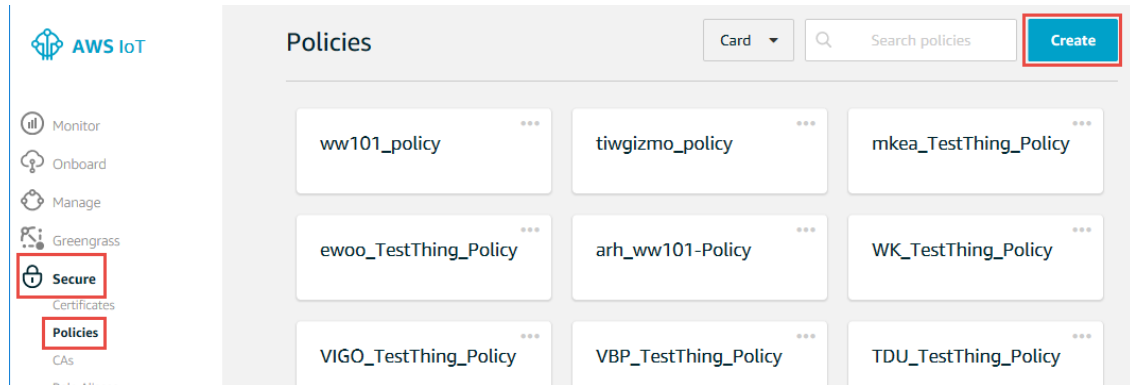 AWS IoT
Monitor
Onboard
Manage
Greengrass
Secure
Certificates
Policies
CAs
Policies
Card
Search policies
Create
ww101_policy
tiwgizmo_policy
mkea_TestThing_Policy
ewoo_TestThing_Policy
arh_ww101-Policy
WK_TestThing_Policy
VIGO_TestThing_Policy
VBP_TestThing_Policy
TDU_TestThing_Policy